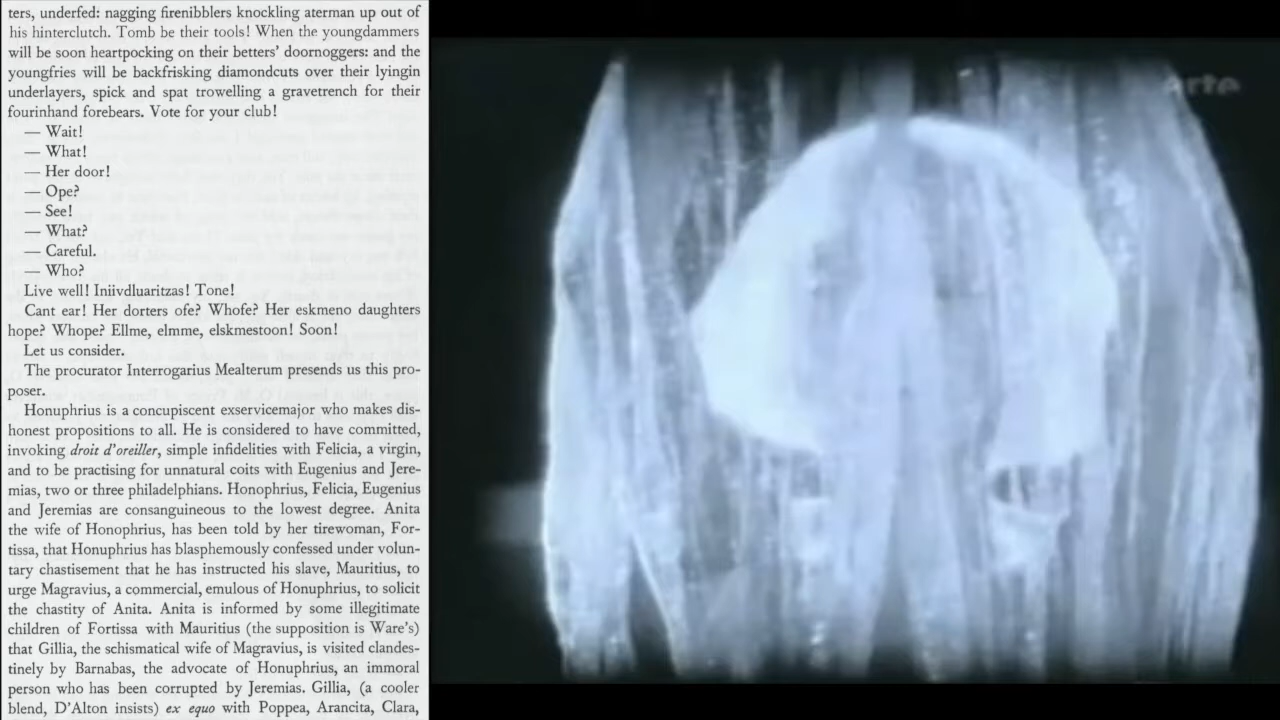 ters, underfed: nagging firenibblers knockling aterman up out of
his hinterclutch. Tomb be their tools! When the youngdammers
will be soon heartpocking on their betters' doornoggers: and the
youngfries will be backfrisking diamondcuts over their lyingin
underlayers, spick and spat trowelling a gravetrench for their
fourinhand forebears. Vote for your club!
— Wait!
— What!
— Her door!
— Ope?
— See!
— What?
— Careful.
— Who?
Live well! Iniivdluaritzas! Tone!
Cant ear! Her dorters ofe? Whofe? Her eskmeno daughters
hope? Whope? Ellme, elmme, elskmestoon! Soon!
Let us consider.
The procurator Interrogarius Mealterum presends us this pro-
poser.
Honuphrius is a concupiscent exservicemajor who makes dis-
honest propositions to all. He is considered to have committed,
invoking droit d'oreiller, simple infidelities with Felicia, a virgin,
and to be practising for unnatural coits with Eugenius and Jere-
mias, two or three philadelphians. Honophrius, Felicia, Eugenius
and Jeremias are consanguineous to the lowest degree. Anita
the wife of Honophrius, has been told by her tirewoman, For-
tissa, that Honuphrius has blasphemously confessed under volun-
tary chastisement that he has instructed his slave, Mauritius, to
urge Magravius, a commercial, emulous of Honuphrius, to solicit
the chastity of Anita. Anita is informed by some illegitimate
children of Fortissa with Mauritius (the supposition is Ware's)
that Gillia, the schismatical wife of Magravius, is visited clandes-
tinely by Barnabas, the advocate of Honuphrius, an immoral
person who has been corrupted by Jeremias. Gillia, (a cooler
blend, D'Alton insists) ex equo with Poppea, Arancita, Clara,
arte